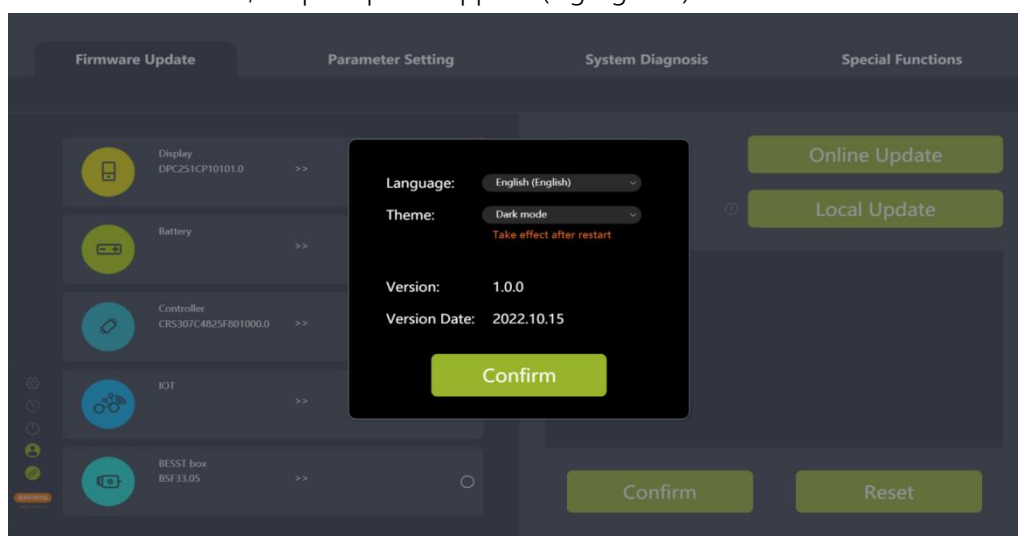 Firmware Update
Parameter Setting
System Diagnosis
Special Functions
Display
DPC251CP10101.0
>>
Battery
>>
Controller
CRS307C4825F801000.0
>>
IOT
>>
BESST box
BSF33.05
>>
Language:
English (English)
Theme:
Dark mode
Take effect after restart
Version:
1.0.0
Version Date:
2022.10.15
Confirm
Online Update
Local Update
Confirm
Reset